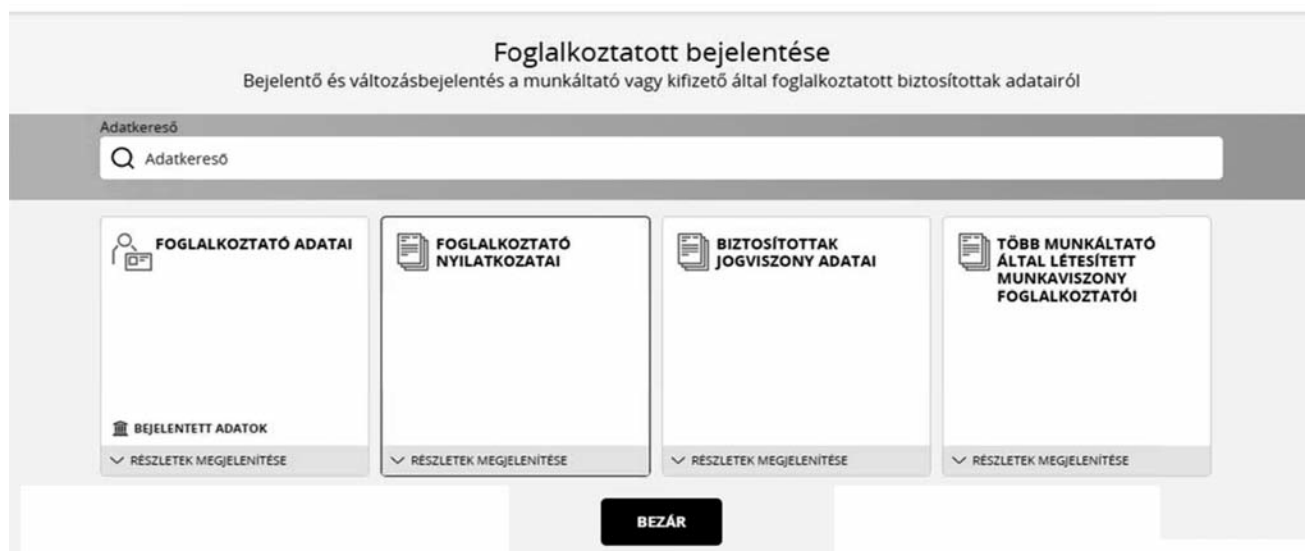 Foglalkoztatott bejelentése
Bejelentő és változásbejelentés a munkáltató vagy kifizető által foglalkoztatott biztosítottak adatairól
Adatkereső
Adatkereső
FOGLALKOZTATÓ ADATAI
BEJELENTETT ADATOK
RÉSZLETEK MEGJELENÍTÉSE
FOGLALKOZTATÓ
NYILATKOZATAI
RÉSZLETEK MEGJELENÍTÉSE
BIZTOSÍTOTTAK
JOGVISZONY ADATAI
RÉSZLETEK MEGJELENÍTÉSE
TÖBB MUNKÁLTATÓ
ÁLTAL LÉTESÍTETT
MUNKAVISZONY
FOGLALKOZTATÓI
RÉSZLETEK MEGJELENÍTÉSE
BEZÁR